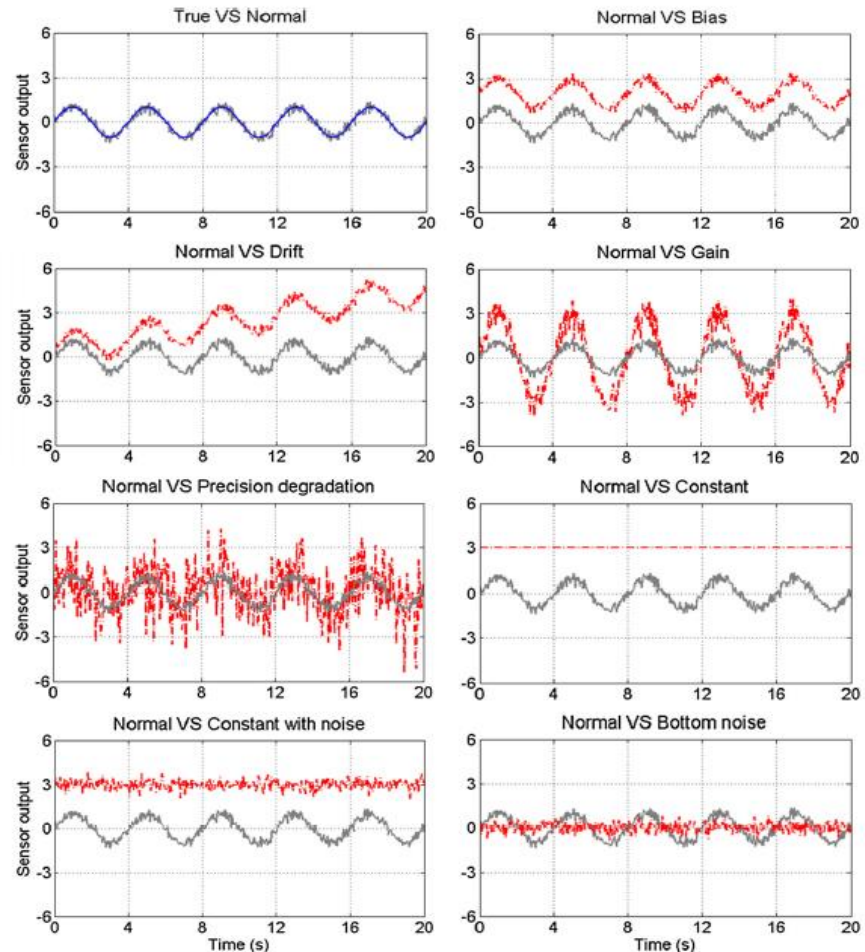 True VS Normal
6
3
0
-3
-6
Sensor output
0 4 8 12 16 20
Normal VS Bias
6
3
0
-3
-6
0 4 8 12 16 20
Normal VS Drift
6
3
0
-3
-6
Sensor output
0 4 8 12 16 20
Normal VS Gain
6
3
0
-3
-6
0 4 8 12 16 20
Normal VS Precision degradation
6
3
0
-3
-6
Sensor output
0 4 8 12 16 20
Normal VS Constant
6
3
0
-3
-6
0 4 8 12 16 20
Normal VS Constant with noise
6
3
0
-3
-6
Sensor output
0 4 8 12 16 20
Time (s)
Normal VS Bottom noise
6
3
0
-3
-6
0 4 8 12 16 20
Time (s)